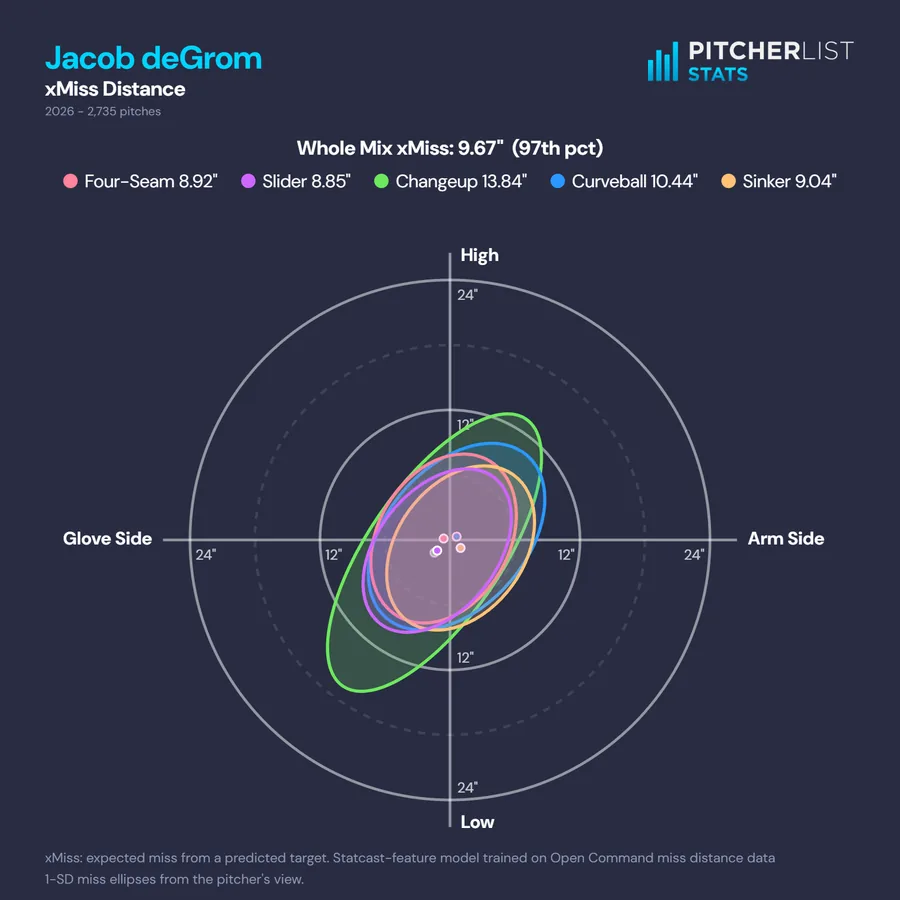 Jacob deGrom
PITCHERLIST
STATS
xMiss Distance
2026 - 2,735 pitches
Whole Mix xMiss: 9.67" (97th pct)
Four-Seam 8.92" Slider 8.85" Changeup 13.84" Curveball 10.44" Sinker 9.04"
High
24"
12"
Glove Side
Arm Side
24" 12" 12" 24"
12"
24"
Low
xMiss: expected miss from a predicted target. Statcast-feature model trained on Open Command miss distance data
1-SD miss ellipses from the pitcher's view.